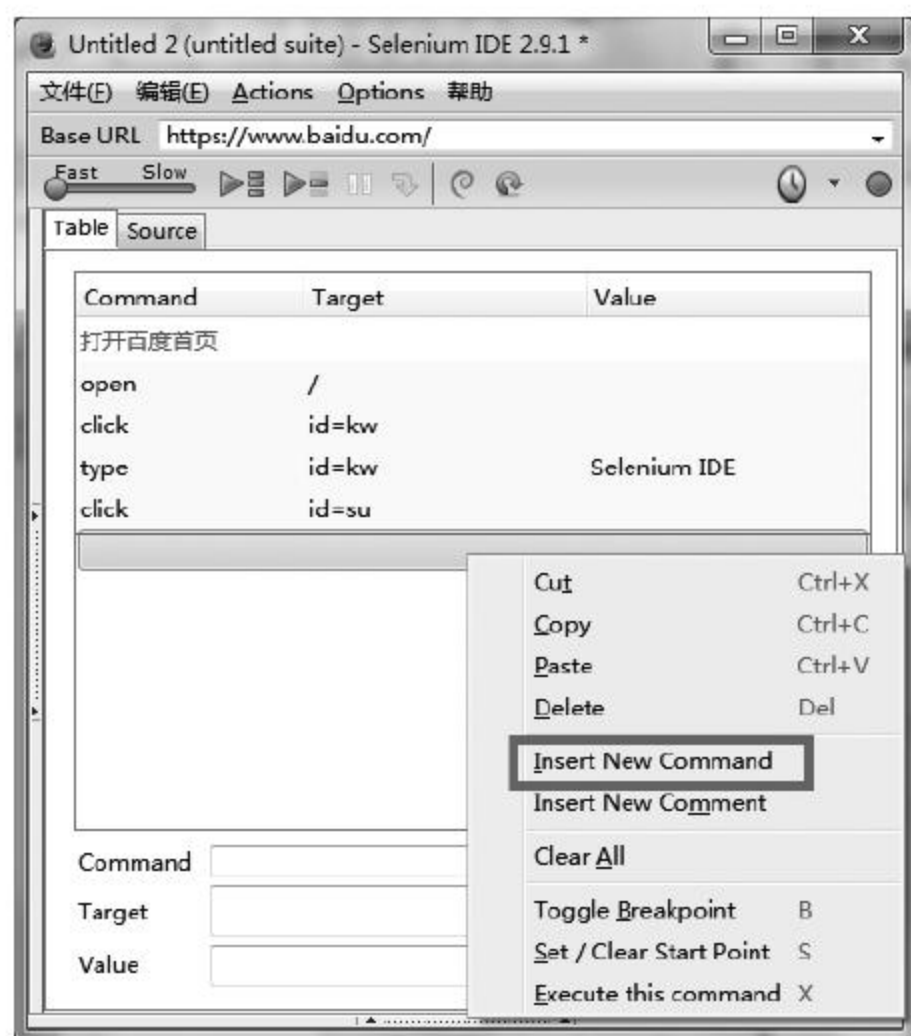 Untitled 2 (untitled suite) - Selenium IDE 2.9.1 *
文件(F) 编辑(E) Actions Options 帮助
Base URL https://www.baidu.com/
Fast Slow
Table Source
Command Target Value
打开百度首页
open /
click id=kw
type id=kw Selenium IDE
click id=su
Cut Ctrl+X
Copy Ctrl+C
Paste Ctrl+V
Delete Del
Insert New Command
Insert New Comment
Clear All
Toggle Breakpoint B
Set / Clear Start Point S
Execute this command X
Command
Target
Value